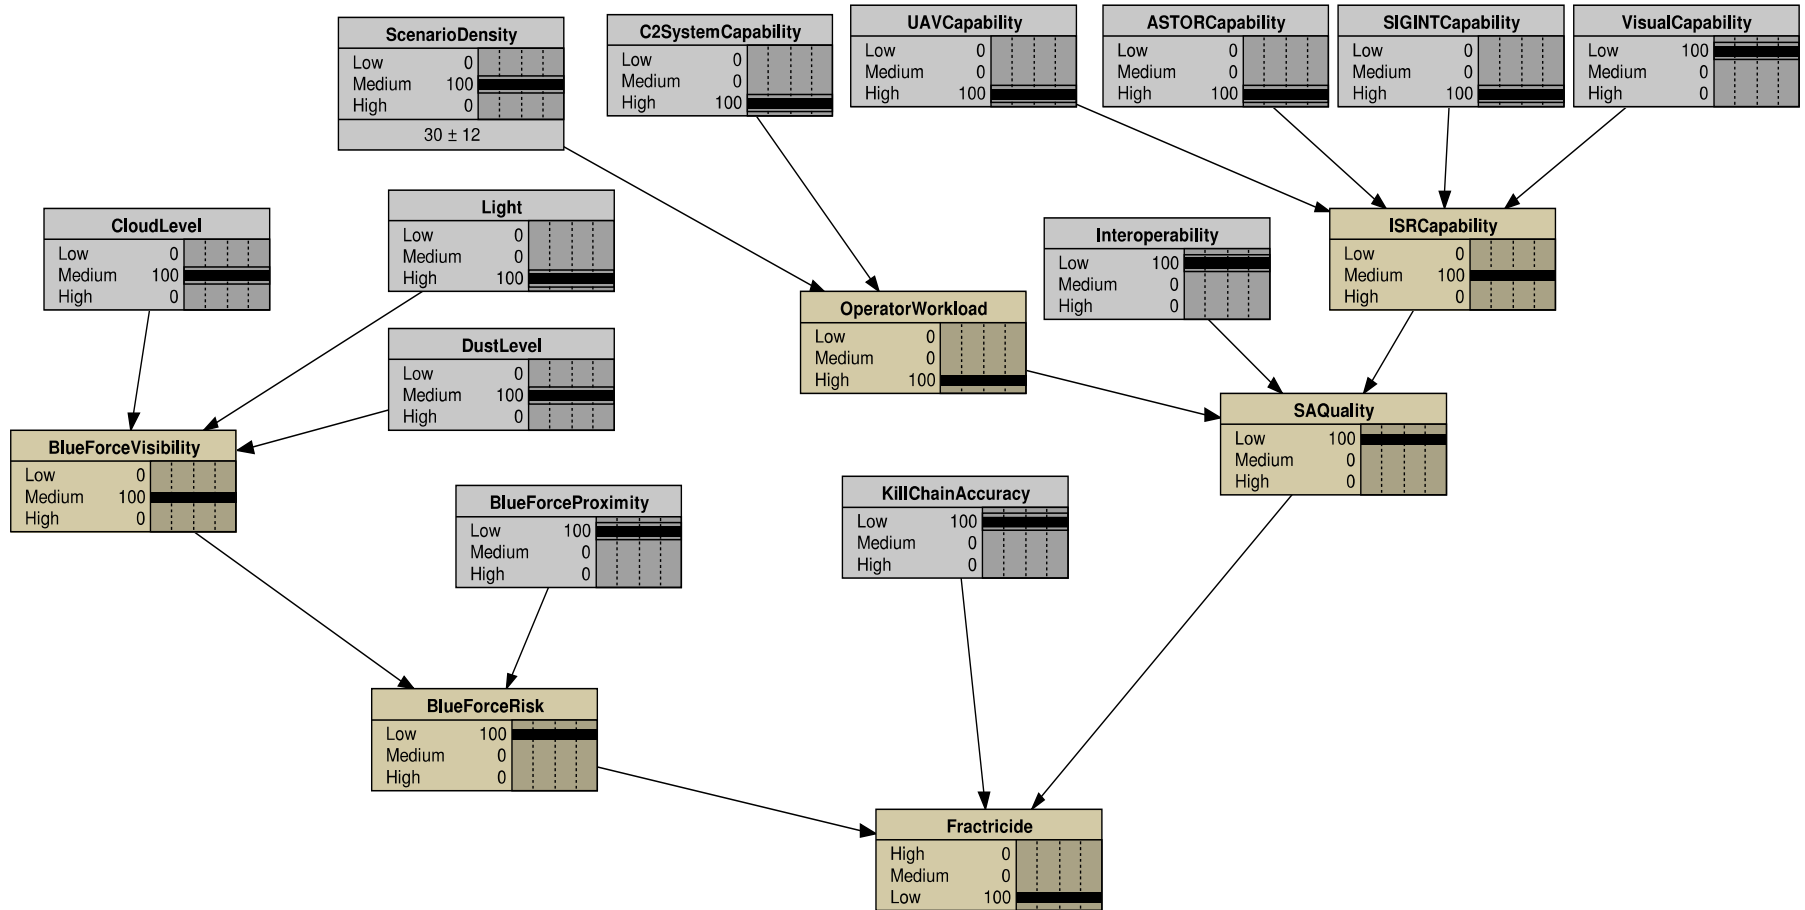 ScenarioDensity
Low 0
Medium 100
High 0
30 ± 12
C2SystemCapability
Low 0
Medium 0
High 100
UAVCapability
Low 0
Medium 0
High 100
ASTORCapability
Low 0
Medium 0
High 100
SIGINTCapability
Low 0
Medium 0
High 100
VisualCapability
Low 100
Medium 0
High 0
CloudLevel
Low 0
Medium 100
High 0
Light
Low 0
Medium 0
High 100
Interoperability
Low 100
Medium 0
High 0
ISRCapability
Low 0
Medium 100
High 0
OperatorWorkload
Low 0
Medium 0
High 100
DustLevel
Low 0
Medium 100
High 0
SAQuality
Low 100
Medium 0
High 0
BlueForceVisibility
Low 0
Medium 100
High 0
BlueForceProximity
Low 100
Medium 0
High 0
KillChainAccuracy
Low 100
Medium 0
High 0
BlueForceRisk
Low 100
Medium 0
High 0
Fractricide
High 0
Medium 0
Low 100